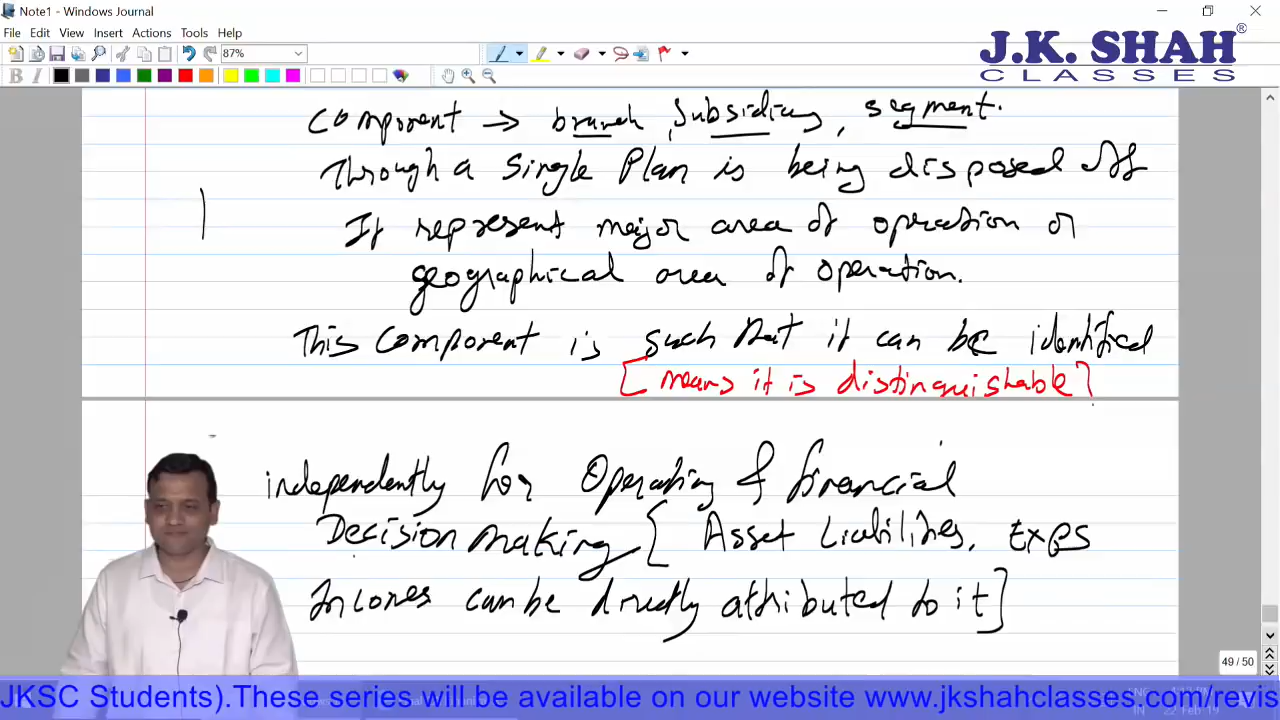 Note1 - Windows Journal
File Edit View Insert Actions Tools Help
87%
J.K. SHAH®
CLASSES
Component → branch, Subsidiary, segment.
Through a Single Plan is being disposed off
It represent major area of operation or
geographical area of operation.
This Component is such that it can be identified
[means it is distinguishable]
independently for Operating & financial
Decision Making [Asset Liabilities, Exps
Incomes can be directly attributed to it]
49 / 50
JKSC Students).These series will be available on our website www.jkshahclasses.com/revis
22 Feb 19